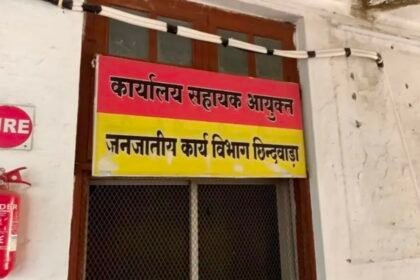 कार्यालय सहायक आयुक्त
जनजातीय कार्य विभाग छिन्दवाड़ा
IRE